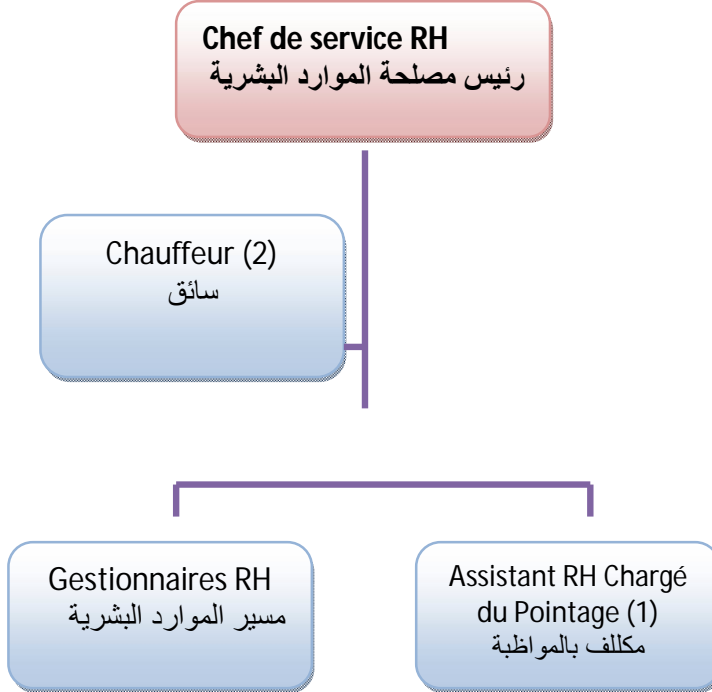 Chef de service RH
رئيس مصلحة الموارد البشرية
Chauffeur (2)
سائق
Gestionnaires RH
مسير الموارد البشرية
Assistant RH Chargé
du Pointage (1)
مكللف بالمواظبة